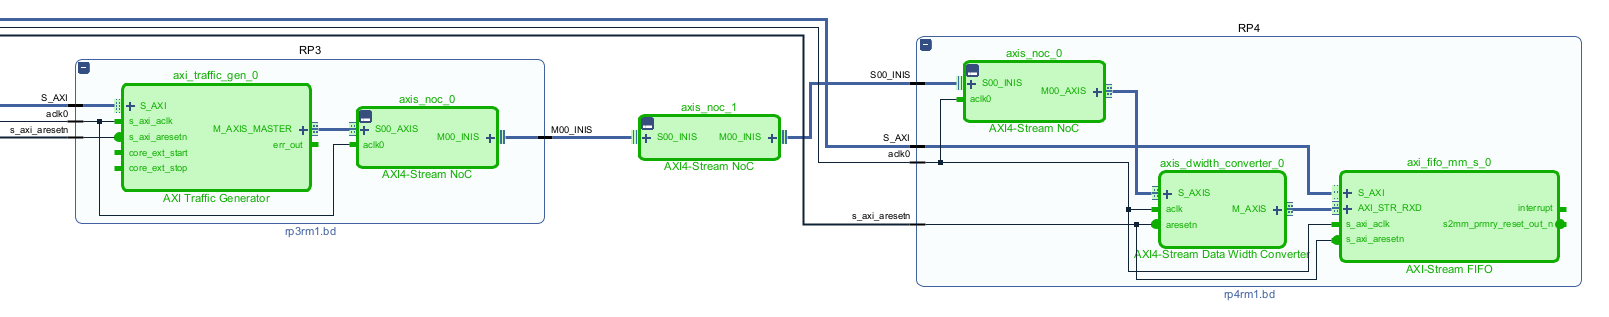 RP3
axi_traffic_gen_0
S_AXI
aclk0
s_axi_aresetn
S_AXI
s_axi_aclk
s_axi_aresetn
core_ext_start
core_ext_stop
M_AXIS_MASTER
err_out
AXI Traffic Generator
axis_noc_0
S00_AXIS
aclk0
M00_INIS
AXI4-Stream NoC
rp3rm1.bd
M00_INIS
axis_noc_1
S00_INIS
M00_INIS
AXI4-Stream NoC
RP4
S00_INIS
S_AXI
aclk0
s_axi_aresetn
axis_noc_0
S00_INIS
aclk0
M00_AXIS
AXI4-Stream NoC
axis_dwidth_converter_0
S_AXIS
aclk
aresetn
M_AXIS
AXI4-Stream Data Width Converter
axi_fifo_mm_s_0
S_AXI
AXI_STR_RXD
s_axi_aclk
s_axi_aresetn
interrupt
s2mm_prmry_reset_out_n
AXI-Stream FIFO
rp4rm1.bd